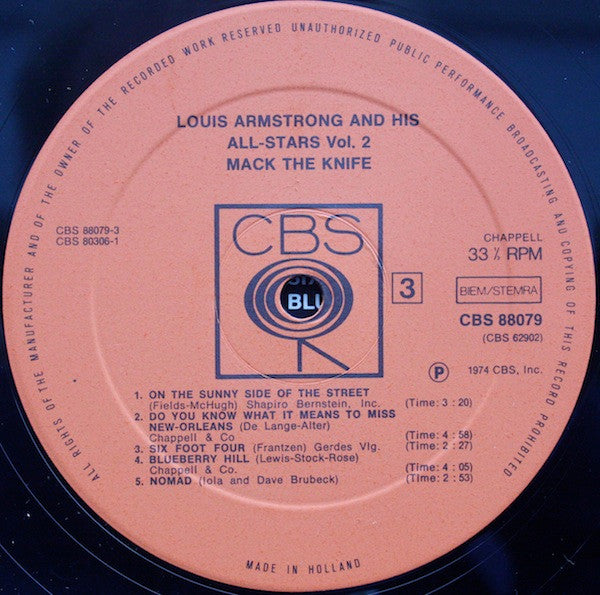 ALL RIGHTS OF THE MANUFACTURER AND OF THE OWNER OF THE RECORDED WORK RESERVED UNAUTHORIZED PUBLIC PERFORMANCE BROADCASTING AND COPYING OF THIS RECORD PROHIBITED
LOUIS ARMSTRONG AND HIS
ALL-STARS Vol. 2
MACK THE KNIFE
CBS 88079-3
CBS 80306-1
CBS
BLU
3
CHAPPELL
33 ⅓ RPM
BIEM/STEMRA
CBS 88079
(CBS 62902)
P 1974 CBS, Inc.
1. ON THE SUNNY SIDE OF THE STREET
(Fields-McHugh) Shapiro Bernstein, Inc. (Time: 3 : 20)
2. DO YOU KNOW WHAT IT MEANS TO MISS
NEW-ORLEANS (De Lange-Alter)
Chappell & Co (Time: 4 : 58)
3. SIX FOOT FOUR (Frantzen) Gerdes Vlg. (Time: 2 : 27)
4. BLUEBERRY HILL (Lewis-Stock-Rose)
Chappell & Co. (Time: 4 : 05)
5. NOMAD (Iola and Dave Brubeck) (Time: 2 : 53)
MADE IN HOLLAND